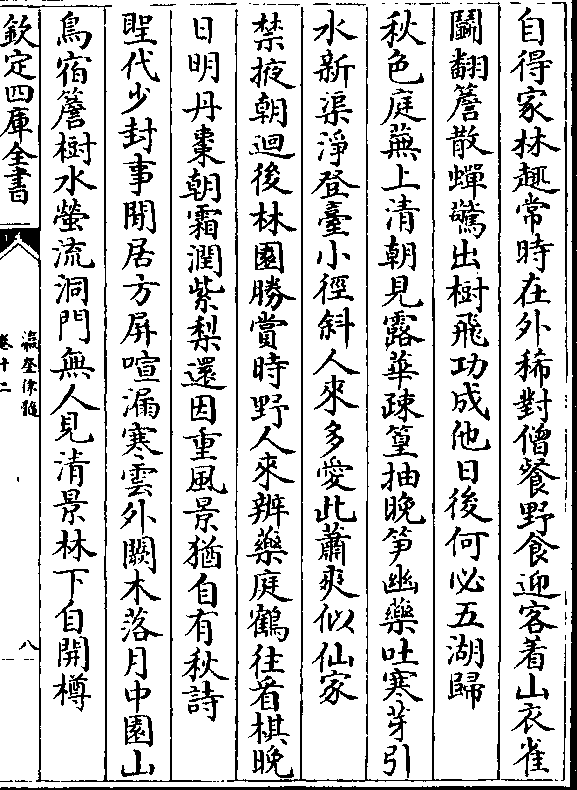 自得家林趣常時在外稀對僧餐野食迎客着山衣雀
鬬翻簷散蟬驚出樹飛功成他日後何必五湖歸
秋色庭蕪上清朝見露華疎篁抽晚笋幽藥吐寒芽引
水新渠淨登臺小徑斜人來多愛此蕭爽似仙家
禁掖朝迴後林園勝賞時野人來辨藥庭鶴往看棋晚
日明丹棗朝霜潤紫梨還因重風景猶自有秋詩
聖代少封事閒居方屏喧漏寒雲外闕木落月中園山
鳥宿簷樹水螢流洞門無人見清景林下自開樽
欽定四庫全書
瀛奎律髓
卷十二
八